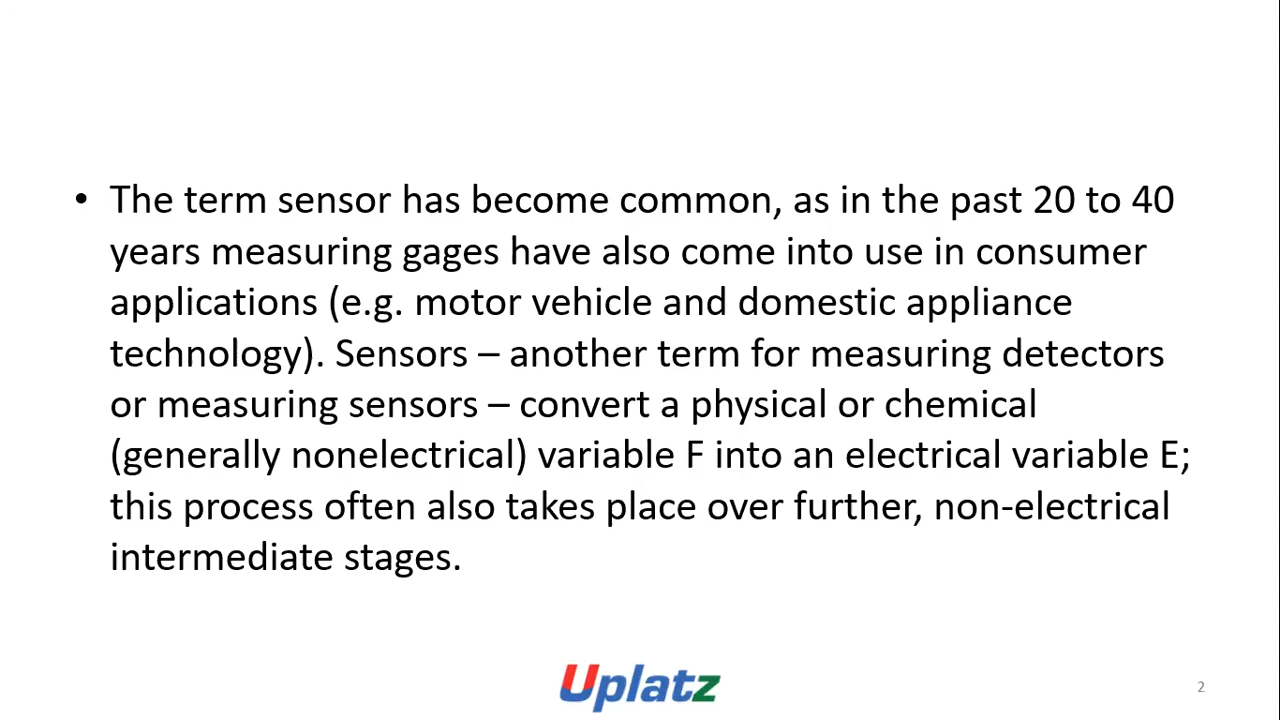 • The term sensor has become common, as in the past 20 to 40
years measuring gages have also come into use in consumer
applications (e.g. motor vehicle and domestic appliance
technology). Sensors – another term for measuring detectors
or measuring sensors – convert a physical or chemical
(generally nonelectrical) variable F into an electrical variable E;
this process often also takes place over further, non-electrical
intermediate stages.
Uplatz
2